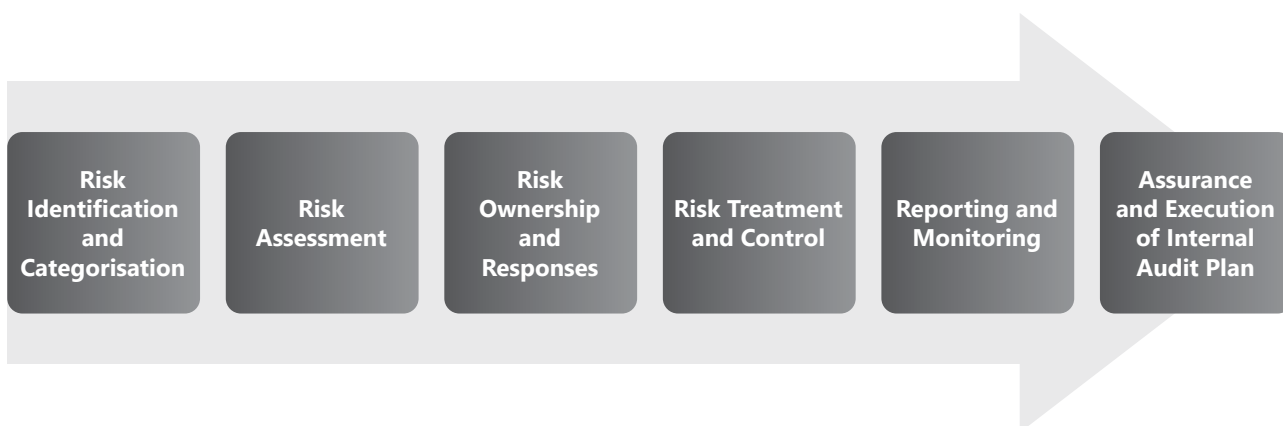 Risk
Identification
and
Categorisation
Risk
Assessment
Risk
Ownership
and
Responses
Risk Treatment
and Control
Reporting and
Monitoring
Assurance
and Execution
of Internal
Audit Plan